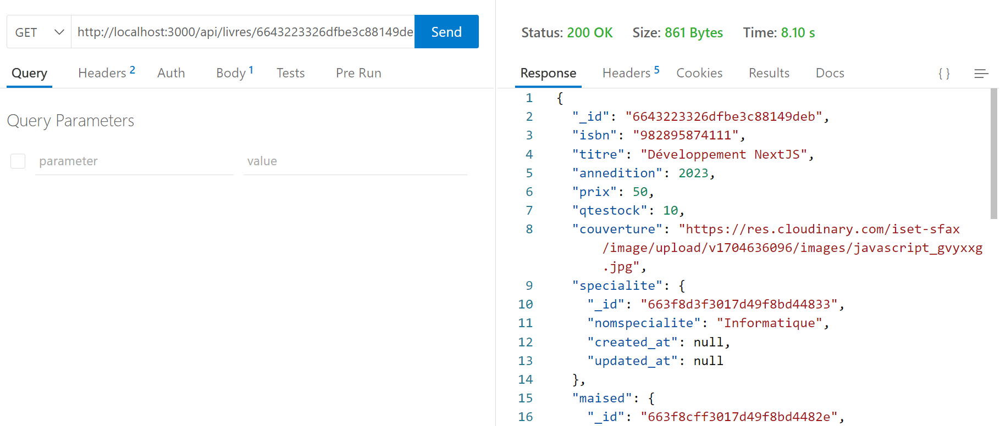 GET http://localhost:3000/api/livres/6643223326dfbe3c88149de Send
Query Headers 2 Auth Body 1 Tests Pre Run
Query Parameters
parameter value
Status: 200 OK Size: 861 Bytes Time: 8.10 s
Response Headers 5 Cookies Results Docs { }
1 {
2 "_id": "6643223326dfbe3c88149deb",
3 "isbn": "982895874111",
4 "titre": "Développement NextJS",
5 "annedition": 2023,
6 "prix": 50,
7 "qtestock": 10,
8 "couverture": "https://res.cloudinary.com/iset-sfax
/image/upload/v1704636096/images/javascript_gvyxxg
.jpg",
9 "specialite": {
10 "_id": "663f8d3f3017d49f8bd44833",
11 "nomspecialite": "Informatique",
12 "created_at": null,
13 "updated_at": null
14 },
15 "maised": {
16 "_id": "663f8cff3017d49f8bd4482e",